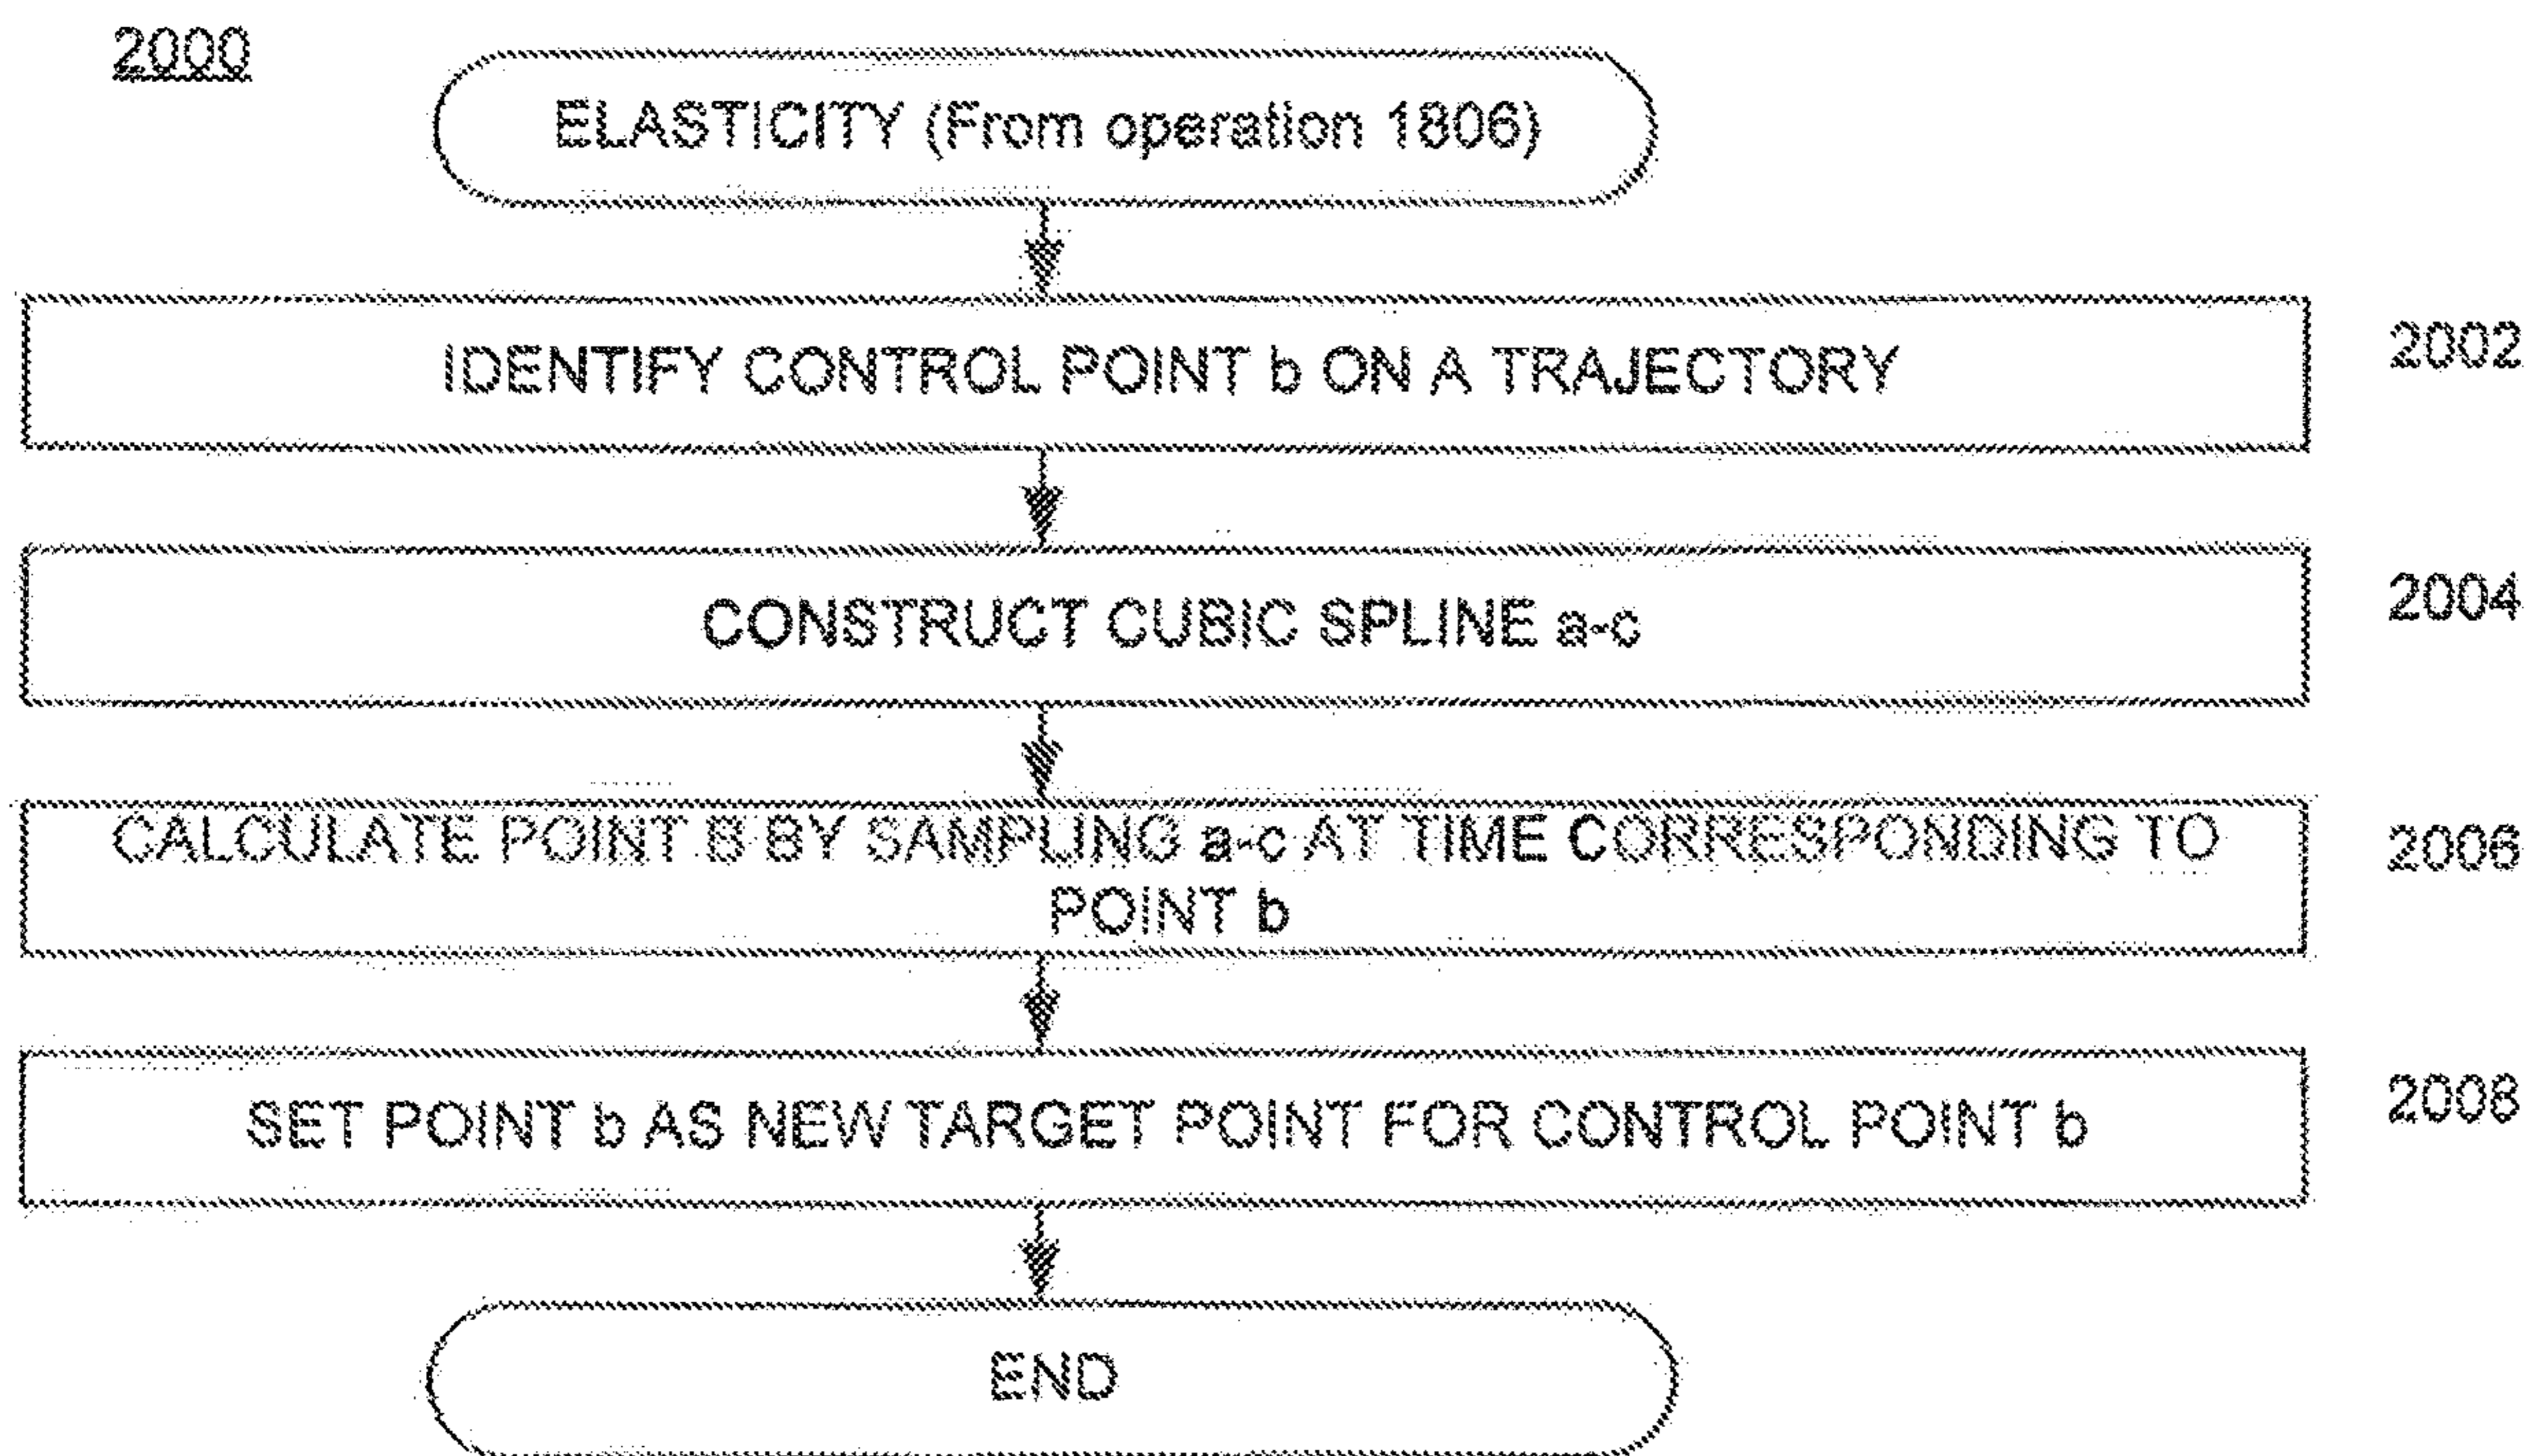 2000
ELASTICITY (From operation 1806)
IDENTIFY CONTROL POINT b ON A TRAJECTORY
2002
CONSTRUCT CUBIC SPLINE a-c
2004
CALCULATE POINT B BY SAMPLING a-c AT TIME CORRESPONDING TO
POINT b
2006
SET POINT b AS NEW TARGET POINT FOR CONTROL POINT b
2008
END